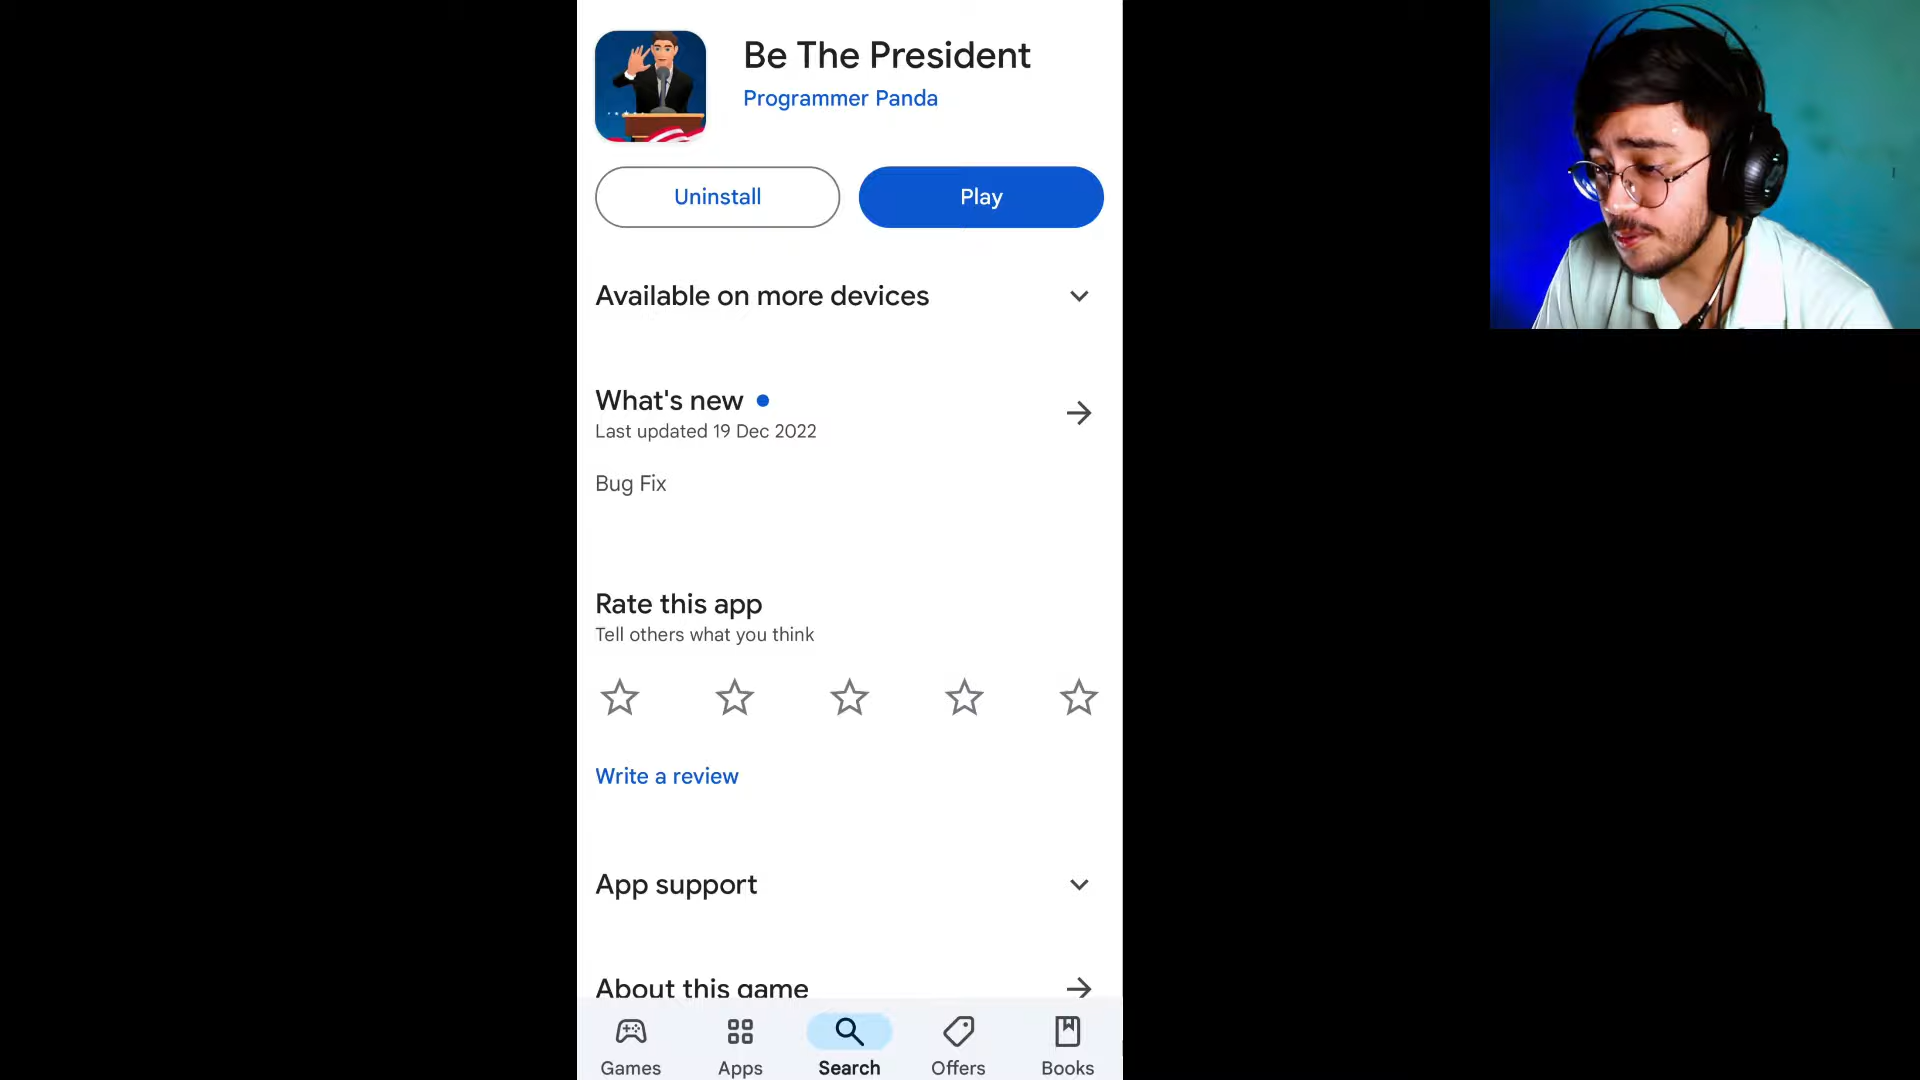 Be The President
Programmer Panda
Uninstall
Play
Available on more devices
What's new
Last updated 19 Dec 2022
Bug Fix
Rate this app
Tell others what you think
Write a review
App support
About this game
Games
Apps
Search
Offers
Books